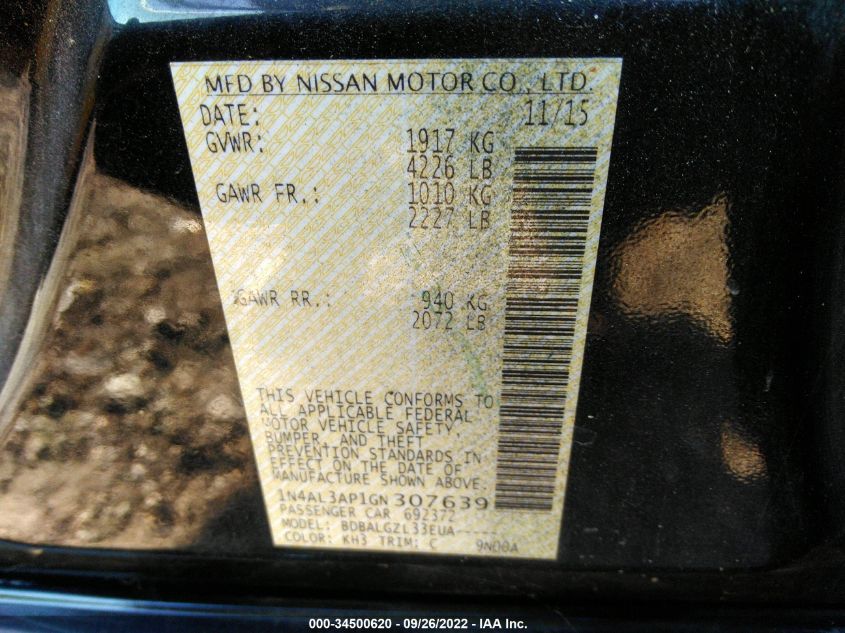 MFD BY NISSAN MOTOR CO., LTD.
DATE: 11/15
GVWR: 1917 KG
4226 LB
GAWR FR.: 1010 KG
2227 LB
GAWR RR.: 940 KG
2072 LB
THIS VEHICLE CONFORMS TO
ALL APPLICABLE FEDERAL
MOTOR VEHICLE SAFETY,
BUMPER, AND THEFT
PREVENTION STANDARDS IN
EFFECT ON THE DATE OF
MANUFACTURE SHOWN ABOVE.
1N4AL3AP1GN307639
PASSENGER CAR 692372
MODEL: BDBALGZL33EUA-----
COLOR: KH3 TRIM: C 9N00A
000-34500620 - 09/26/2022 - IAA Inc.